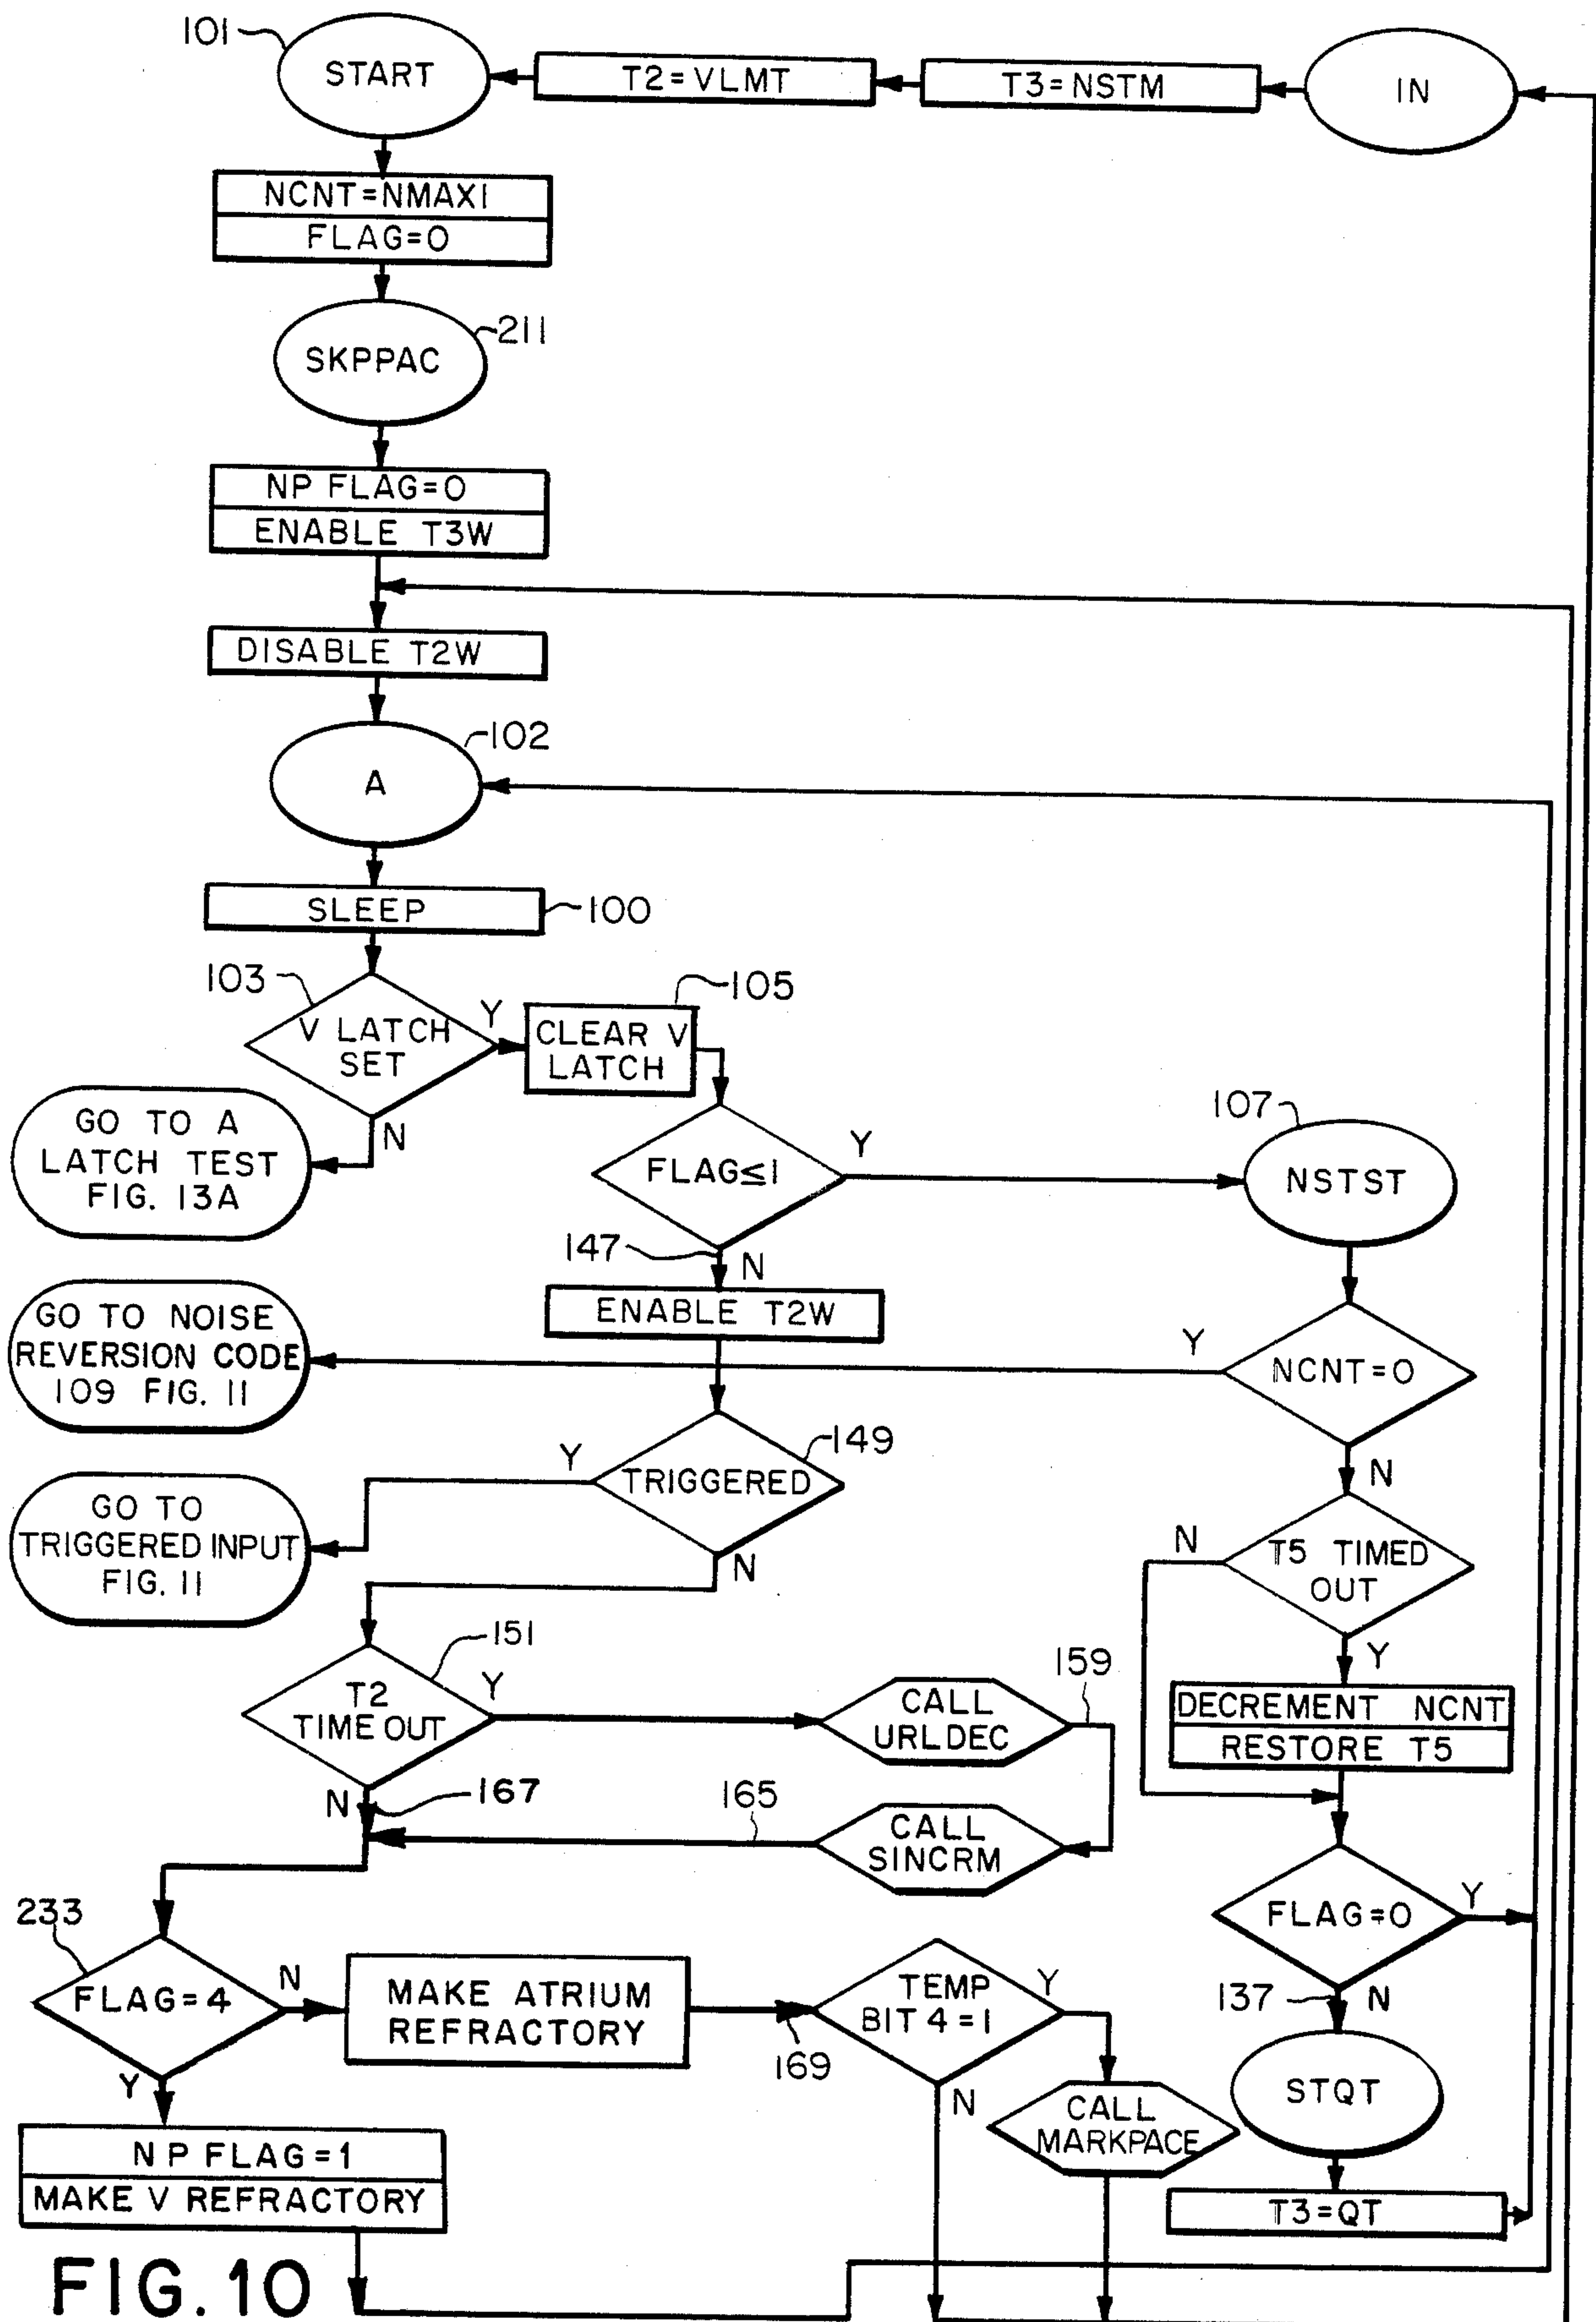 101
START
T2=VLMT
T3=NSTM
IN
NCNT=NMAX1
FLAG=0
SKPPAC
211
NP FLAG=0
ENABLE T3W
DISABLE T2W
A
102
SLEEP
100
103
V LATCH
SET
Y
N
CLEAR V
LATCH
105
GO TO A
LATCH TEST
FIG. 13A
FLAG≤1
Y
107
NSTST
147
N
ENABLE T2W
GO TO NOISE
REVERSION CODE
109 FIG. 11
Y
NCNT=0
N
TRIGGERED
149
Y
N
GO TO
TRIGGERED INPUT
FIG. 11
N
T5 TIMED
OUT
Y
151
T2
TIME OUT
Y
N
167
CALL
URLDEC
159
DECREMENT NCNT
RESTORE T5
165
CALL
SINCRM
FLAG=0
Y
137
N
233
FLAG=4
N
Y
MAKE ATRIUM
REFRACTORY
169
TEMP
BIT 4=1
Y
N
CALL
MARKPACE
STQT
T3=QT
NP FLAG=1
MAKE V REFRACTORY
FIG. 10